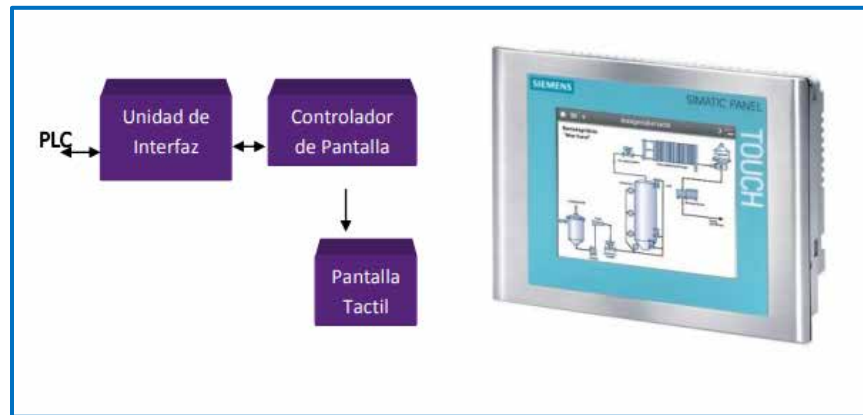 PLC
Unidad de
Interfaz
Controlador
de Pantalla
Pantalla
Tactil
SIEMENS
SIMATIC PANEL
TOUCH